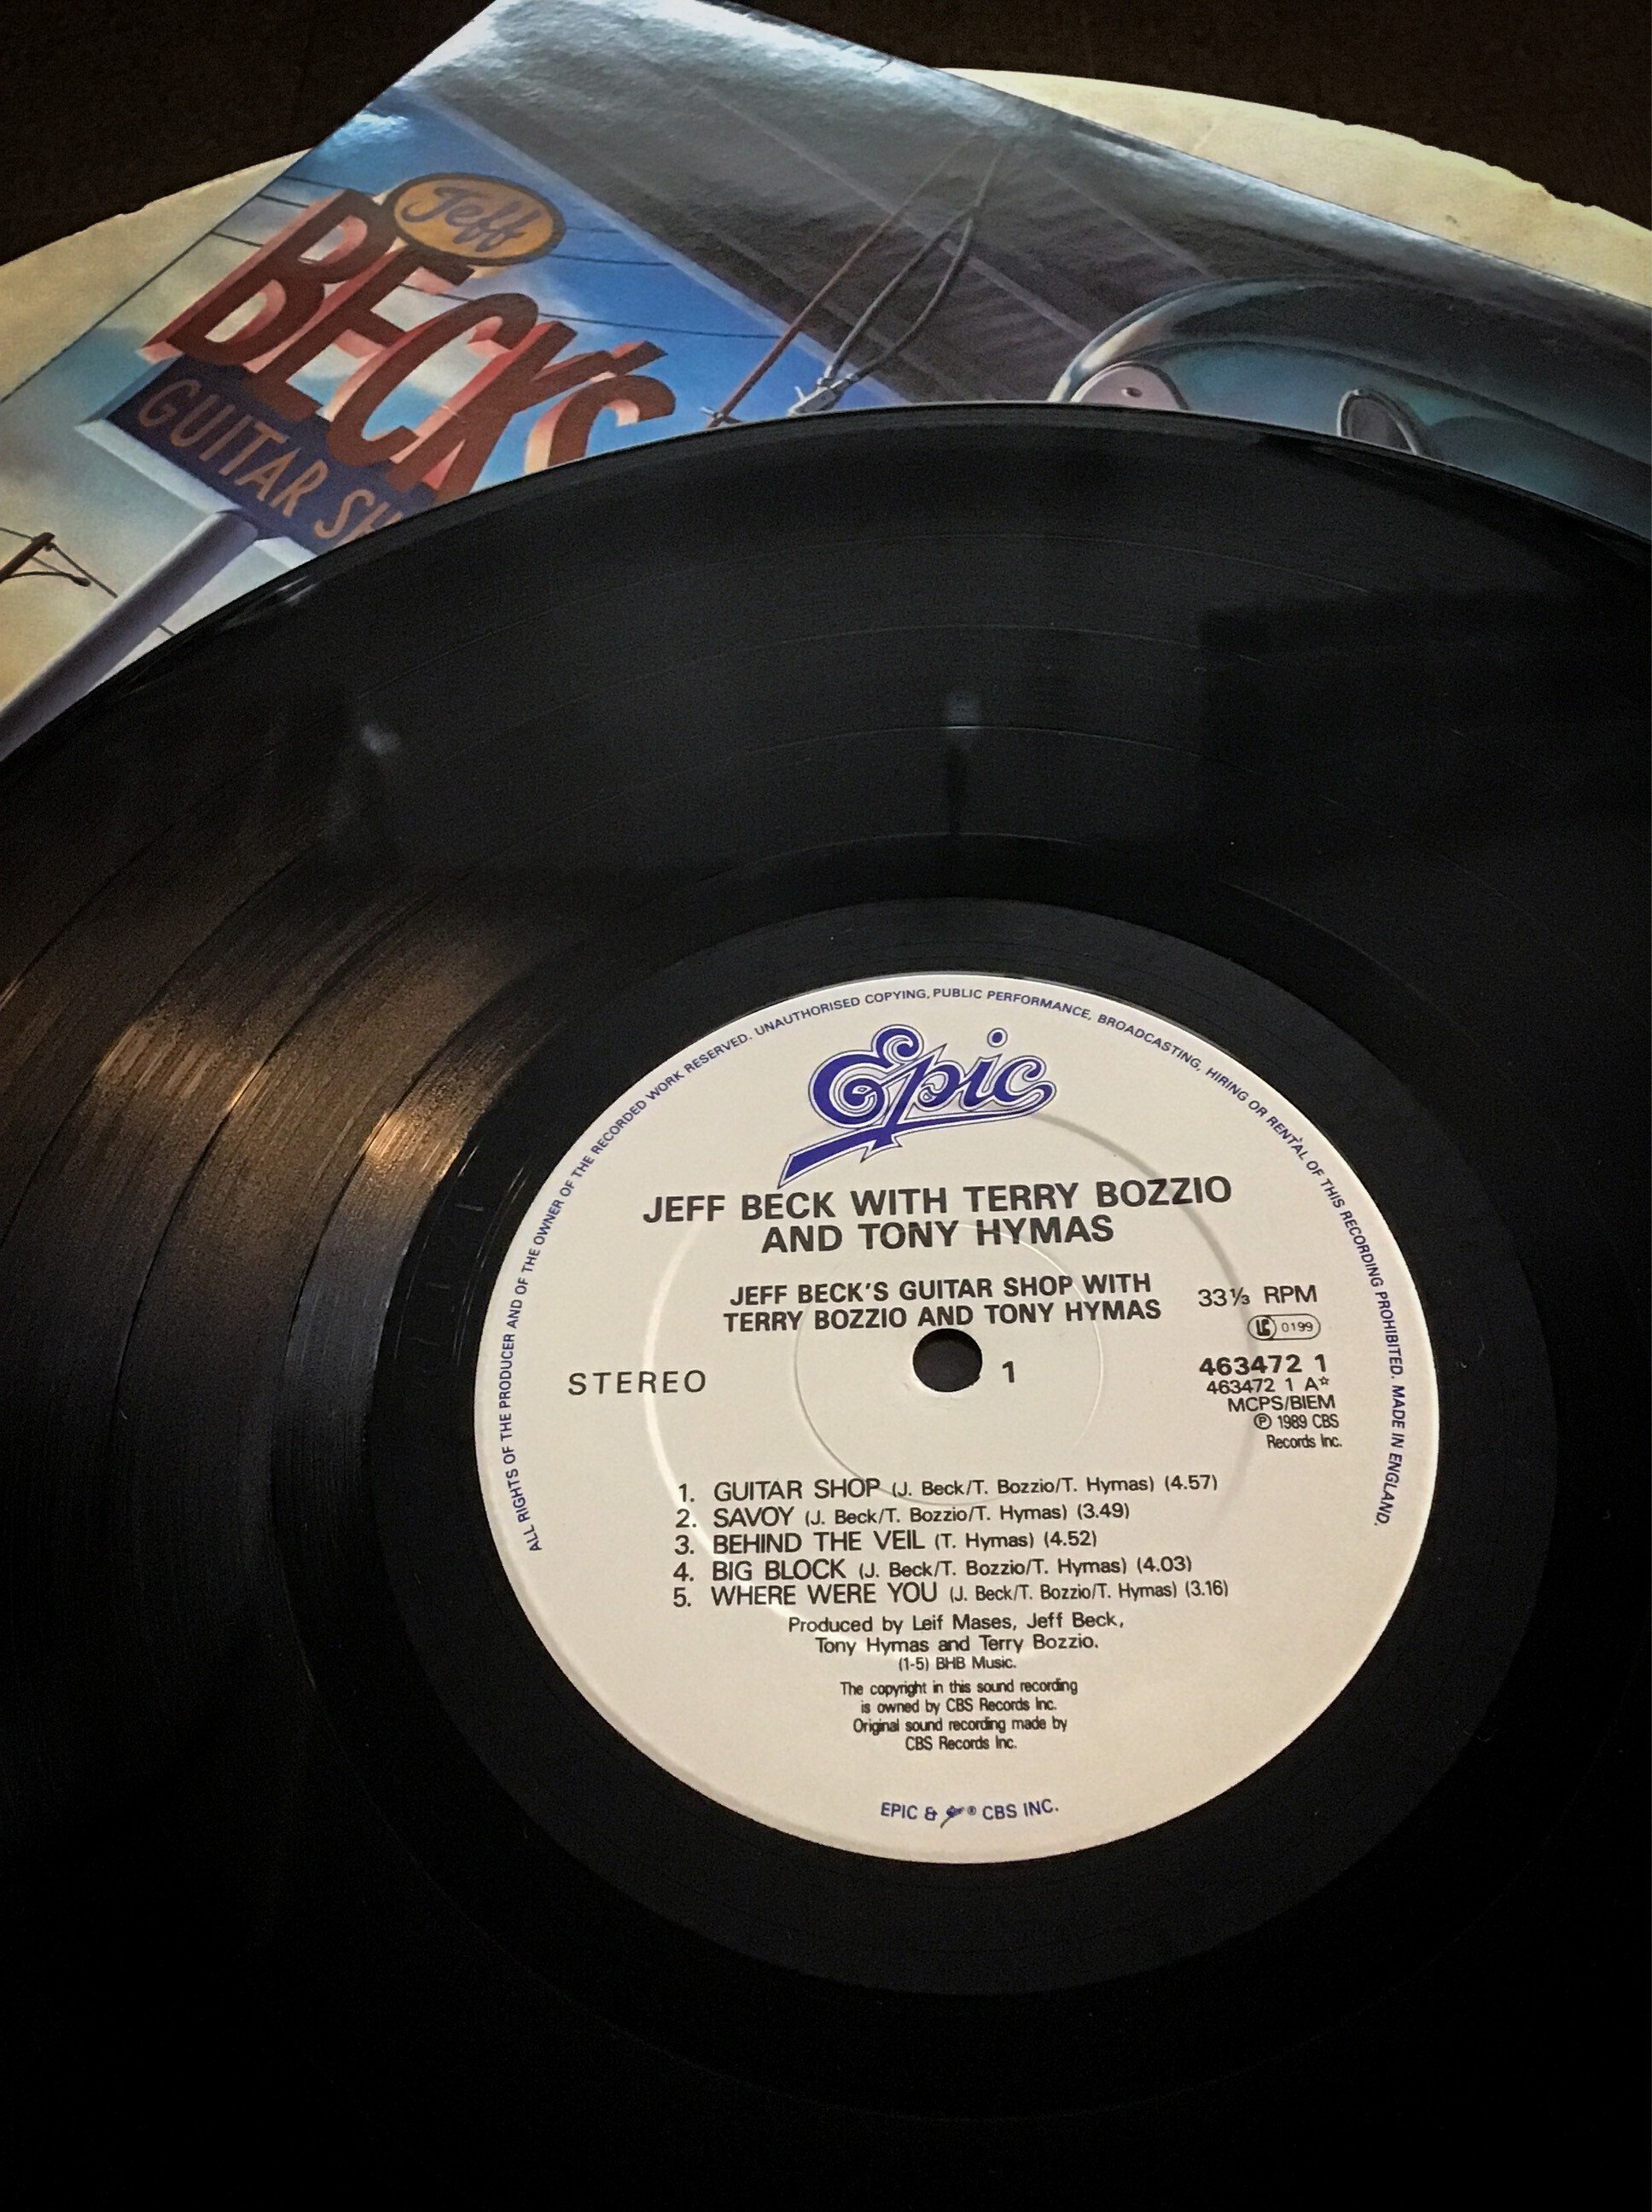 Jeff
BECK'S
GUITAR SH
ALL RIGHTS OF THE PRODUCER AND OF THE OWNER OF THE RECORDED WORK RESERVED. UNAUTHORISED COPYING, PUBLIC PERFORMANCE, BROADCASTING, HIRING OR RENTAL OF THIS RECORDING PROHIBITED. MADE IN ENGLAND.
Epic
JEFF BECK WITH TERRY BOZZIO
AND TONY HYMAS
JEFF BECK'S GUITAR SHOP WITH
TERRY BOZZIO AND TONY HYMAS
33⅓ RPM
LC 0199
STEREO
1
463472 1
463472 1 A☆
MCPS/BIEM
℗ 1989 CBS
Records Inc.
1. GUITAR SHOP (J. Beck/T. Bozzio/T. Hymas) (4.57)
2. SAVOY (J. Beck/T. Bozzio/T. Hymas) (3.49)
3. BEHIND THE VEIL (T. Hymas) (4.52)
4. BIG BLOCK (J. Beck/T. Bozzio/T. Hymas) (4.03)
5. WHERE WERE YOU (J. Beck/T. Bozzio/T. Hymas) (3.16)
Produced by Leif Mases, Jeff Beck,
Tony Hymas and Terry Bozzio.
(1-5) BHB Music.
The copyright in this sound recording
is owned by CBS Records Inc.
Original sound recording made by
CBS Records Inc.
EPIC & Epic ® CBS INC.